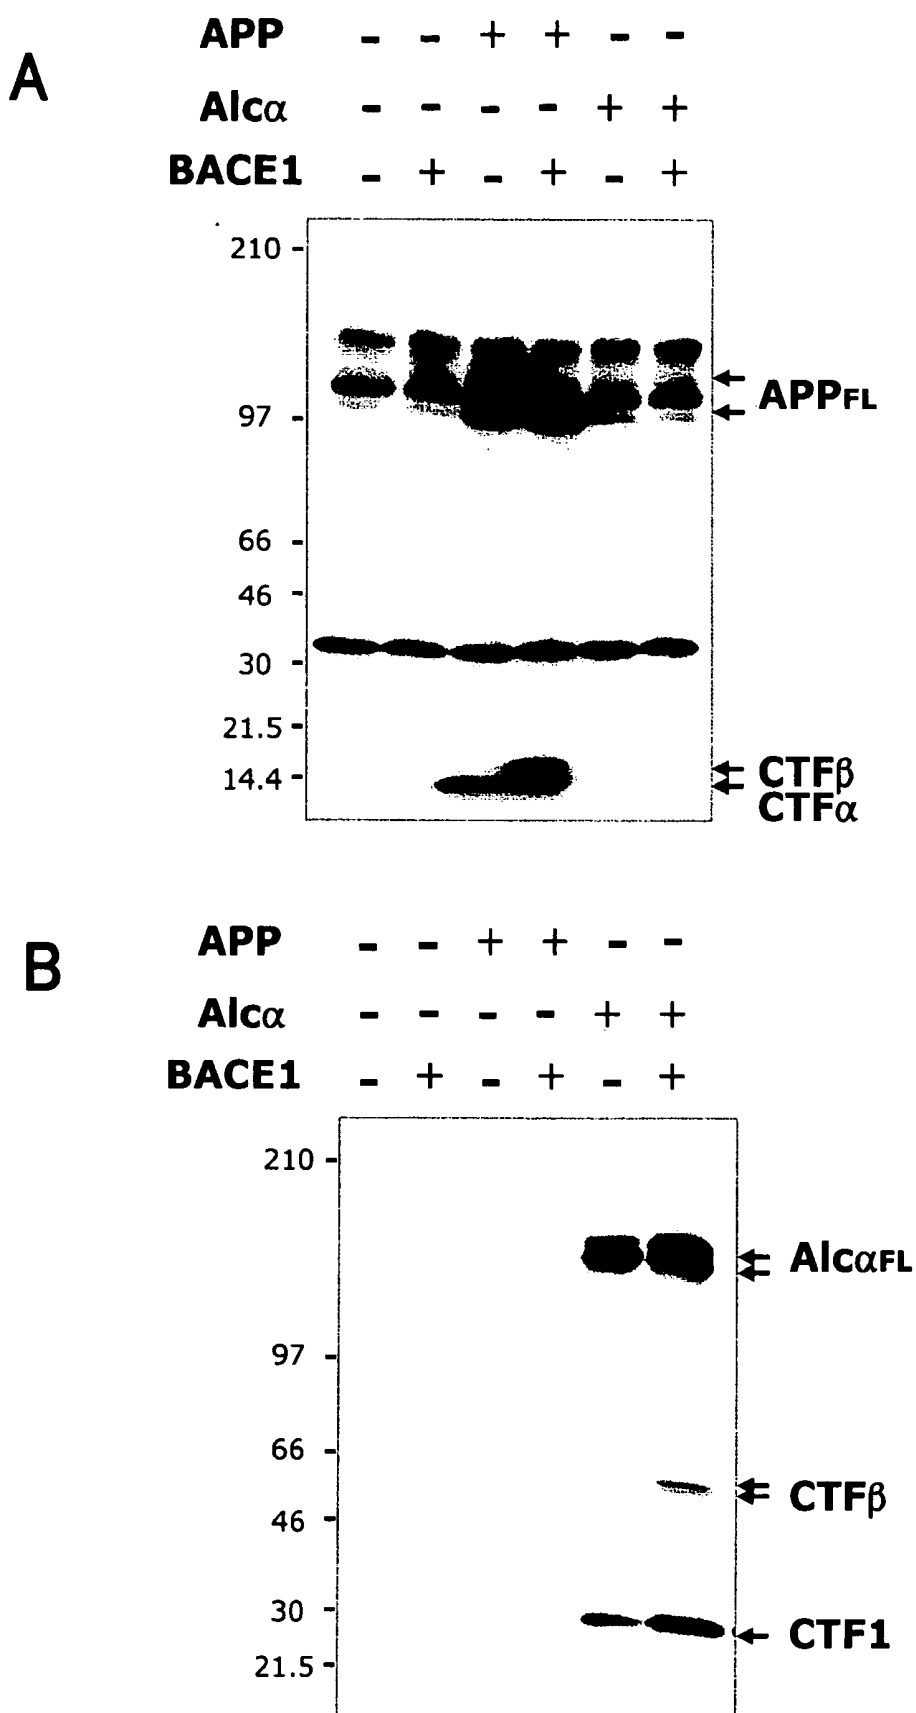 A
APP - - + + - -
Alcα - - - - + +
BACE1 - + - + - +
210 -
97 -
66 -
46 -
30 -
21.5 -
14.4 -
APPFL
CTFβ
CTFα
B
APP - - + + - -
Alcα - - - - + +
BACE1 - + - + - +
210 -
97 -
66 -
46 -
30 -
21.5 -
AlcαFL
CTFβ
CTF1